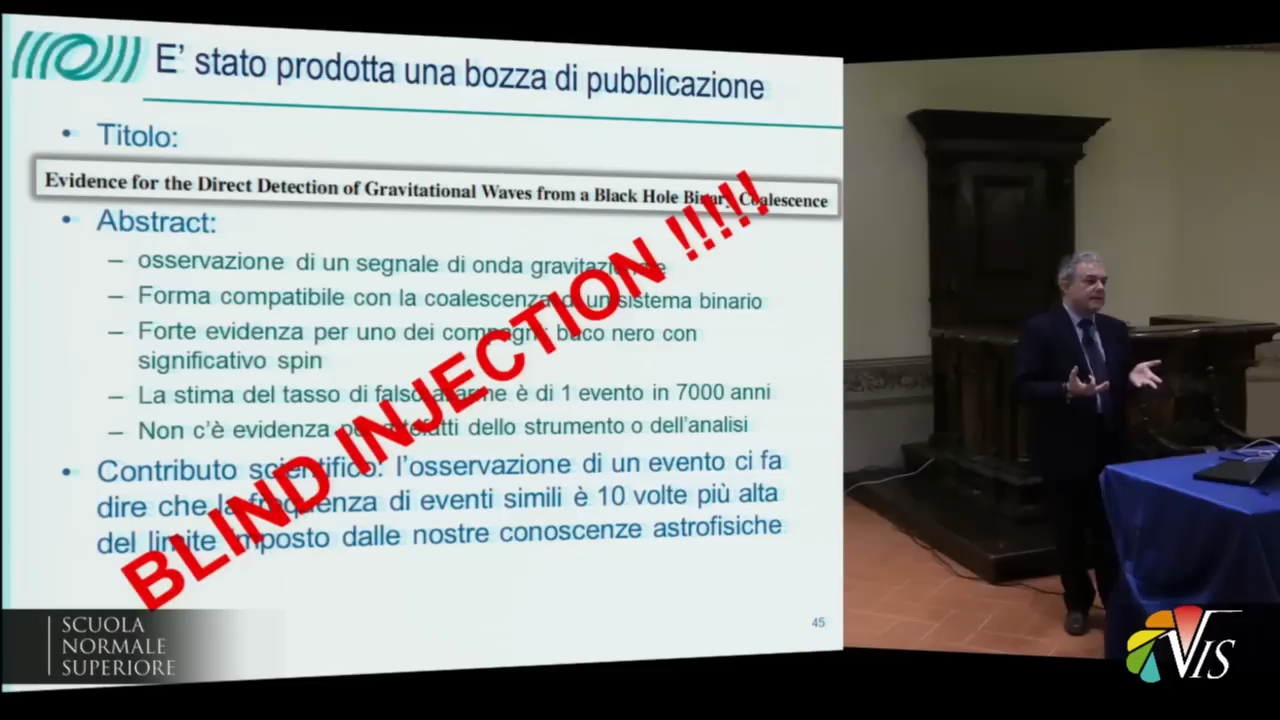 E' stato prodotta una bozza di pubblicazione
• Titolo:
Evidence for the Direct Detection of Gravitational Waves from a Black Hole Binary Coalescence
• Abstract:
– osservazione di un segnale di onda gravitazionale
– Forma compatibile con la coalescenza di un sistema binario
– Forte evidenza per uno dei compagni: buco nero con
significativo spin
– La stima del tasso di falso allarme è di 1 evento in 7000 anni
– Non c'è evidenza per artefatti dello strumento o dell'analisi
• Contributo scientifico: l'osservazione di un evento ci fa
dire che la frequenza di eventi simili è 10 volte più alta
del limite imposto dalle nostre conoscenze astrofisiche
BLIND INJECTION !!!!!
45
SCUOLA
NORMALE
SUPERIORE
VIS